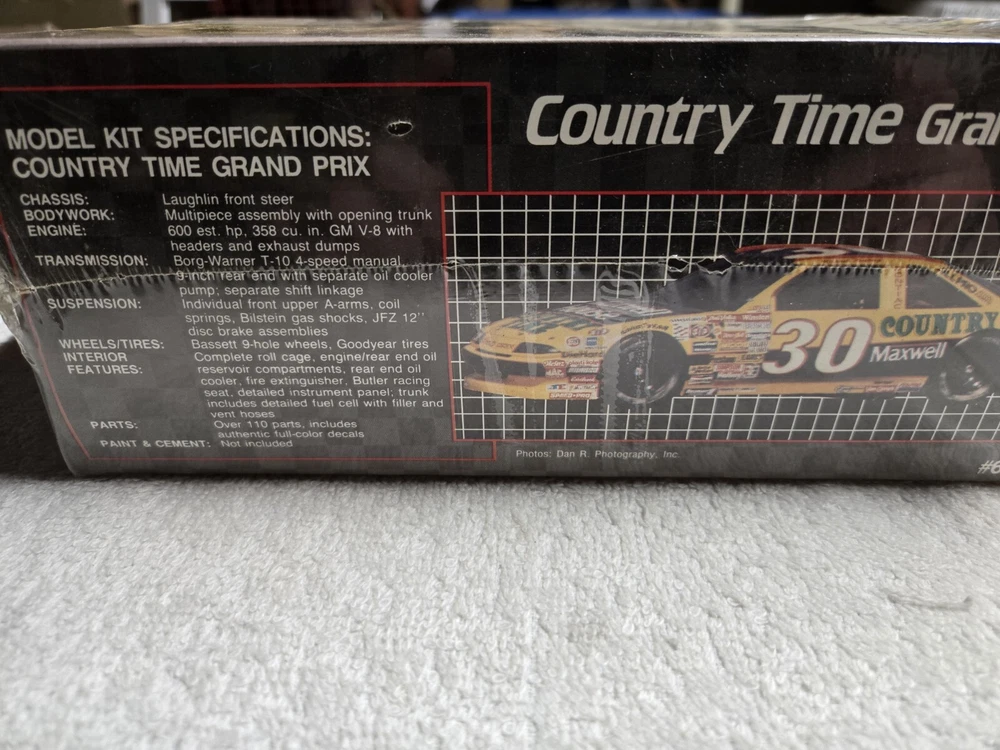 MODEL KIT SPECIFICATIONS:
COUNTRY TIME GRAND PRIX
CHASSIS: Laughlin front steer
BODYWORK: Multipiece assembly with opening trunk
ENGINE: 600 est. hp, 358 cu. in. GM V-8 with
headers and exhaust dumps
TRANSMISSION: Borg-Warner T-10 4-speed manual,
9-inch rear end with separate oil cooler
pump; separate shift linkage
SUSPENSION: Individual front upper A-arms, coil
springs, Bilstein gas shocks, JFZ 12''
disc brake assemblies
WHEELS/TIRES: Bassett 9-hole wheels, Goodyear tires
INTERIOR Complete roll cage, engine/rear end oil
FEATURES: reservoir compartments, rear end oil
cooler, fire extinguisher, Butler racing
seat, detailed instrument panel; trunk
includes detailed fuel cell with filler and
vent hoses
PARTS: Over 110 parts, includes
authentic full-color decals
PAINT & CEMENT: Not included
Country Time Gra
30
COUNTRY
Maxwell
Photos: Dan R. Photography, Inc.
#6